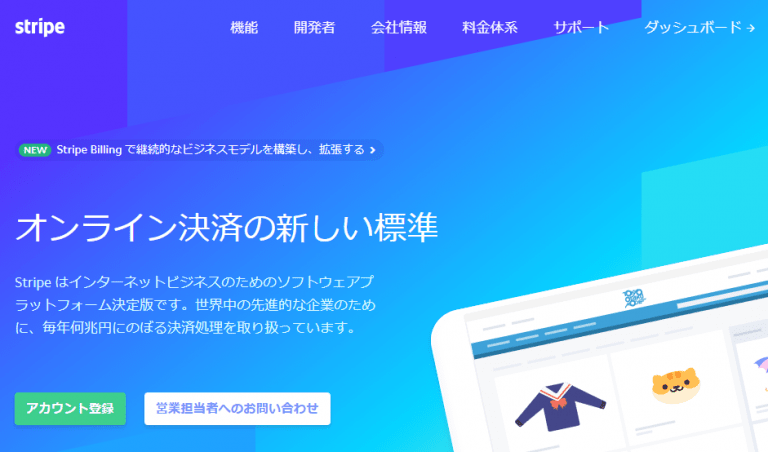 stripe
機能 開発者 会社情報 料金体系 サポート ダッシュボード →
NEW Stripe Billing で継続的なビジネスモデルを構築し、拡張する >
オンライン決済の新しい標準
Stripe はインターネットビジネスのためのソフトウェアプ
ラットフォーム決定版です。世界中の先進的な企業のため
に、毎年何兆円にのぼる決済処理を取り扱っています。
アカウント登録 営業担当者へのお問い合わせ